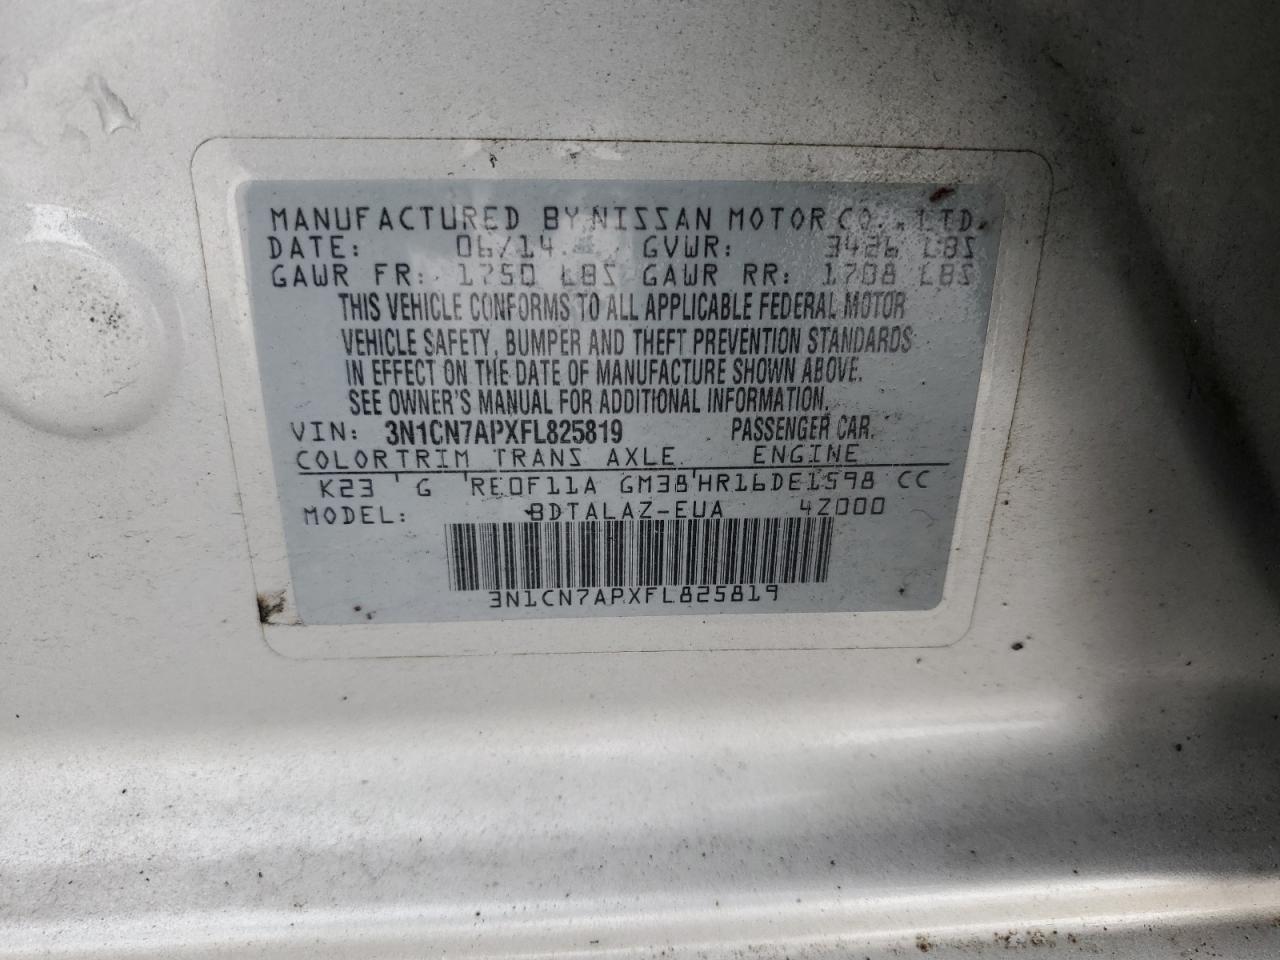 MANUFACTURED BY NISSAN MOTOR CO., LTD.
DATE: 06/14 GVWR: 3426 LBS
GAWR FR: 1750 LBS GAWR RR: 1708 LBS
THIS VEHICLE CONFORMS TO ALL APPLICABLE FEDERAL MOTOR
VEHICLE SAFETY, BUMPER AND THEFT PREVENTION STANDARDS
IN EFFECT ON THE DATE OF MANUFACTURE SHOWN ABOVE.
SEE OWNER'S MANUAL FOR ADDITIONAL INFORMATION.
VIN: 3N1CN7APXFL825819 PASSENGER CAR.
COLORTRIM TRANS AXLE ENGINE
K23 G RE0F11A GM38 HR16DE1598 CC
MODEL: BDTALAZ-EUA 4Z000
3N1CN7APXFL825819